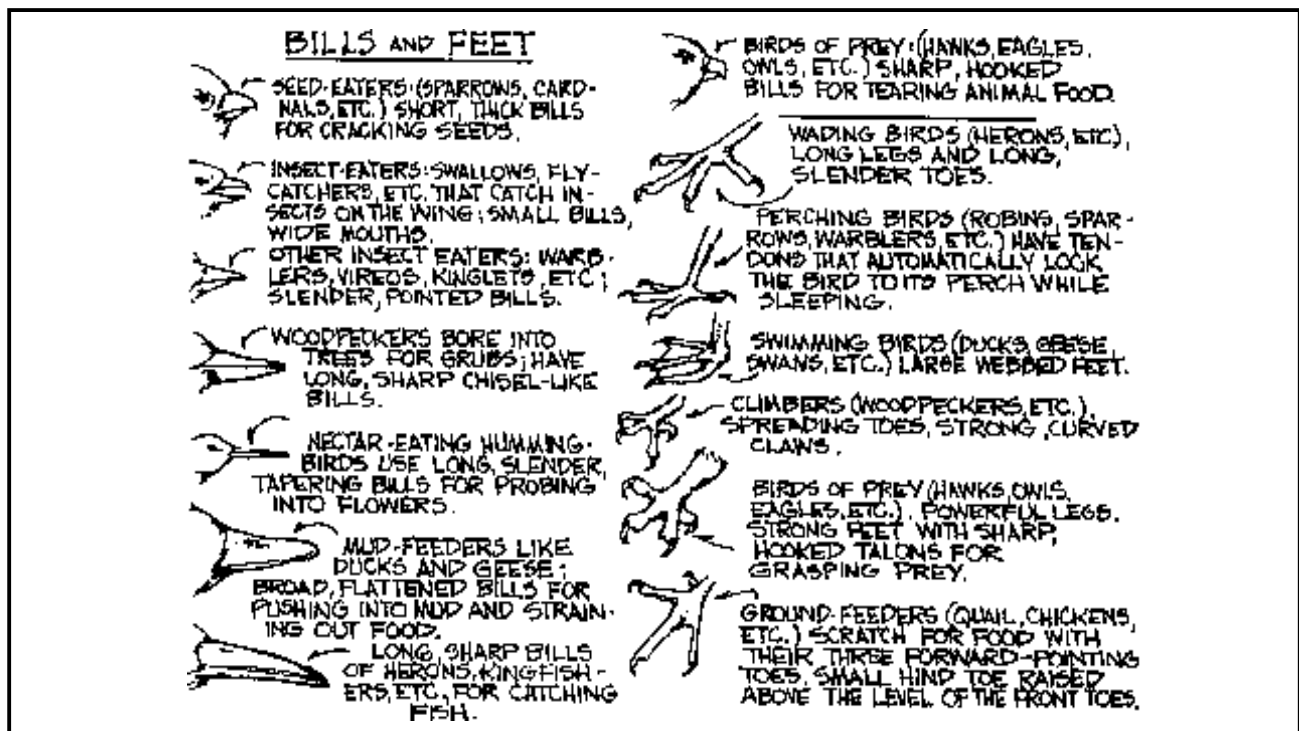 BILLS AND FEET
SEED-EATERS: (SPARROWS, CARD-
NALS, ETC.) SHORT, THICK BILLS
FOR CRACKING SEEDS.
INSECT-EATERS: SWALLOWS, FLY-
CATCHERS, ETC. THAT CATCH IN-
SECTS ON THE WING; SMALL BILLS,
WIDE MOUTHS.
OTHER INSECT EATERS: WARB-
LERS, VIREOS, KINGLETS, ETC;
SLENDER, POINTED BILLS.
WOODPECKERS BORE INTO
TREES FOR GRUBS; HAVE
LONG, SHARP CHISEL-LIKE
BILLS.
NECTAR-EATING HUMMING-
BIRDS USE LONG, SLENDER,
TAPERING BILLS FOR PROBING
INTO FLOWERS.
MUD-FEEDERS LIKE
DUCKS AND GEESE;
BROAD, FLATTENED BILLS FOR
PUSHING INTO MUD AND STRAIN-
ING OUT FOOD.
LONG, SHARP BILLS
OF HERONS, KINGFISH-
ERS, ETC., FOR CATCHING
FISH.
BIRDS OF PREY: (HAWKS, EAGLES,
OWLS, ETC.) SHARP, HOOKED
BILLS FOR TEARING ANIMAL FOOD.
WADING BIRDS (HERONS, ETC),
LONG LEGS AND LONG,
SLENDER TOES.
PERCHING BIRDS (ROBINS, SPAR-
ROWS, WARBLERS, ETC.) HAVE TEN-
DONS THAT AUTOMATICALLY LOCK
THE BIRD TO ITS PERCH WHILE
SLEEPING.
SWIMMING BIRDS (DUCKS, GEESE,
SWANS, ETC.) LARGE WEBBED FEET.
CLIMBERS (WOODPECKERS, ETC.),
SPREADING TOES, STRONG, CURVED
CLAWS.
BIRDS OF PREY (HAWKS, OWLS,
EAGLES, ETC.). POWERFUL LEGS.
STRONG FEET WITH SHARP,
HOOKED TALONS FOR
GRASPING PREY.
GROUND-FEEDERS (QUAIL, CHICKENS,
ETC.) SCRATCH FOR FOOD WITH
THEIR THREE FORWARD-POINTING
TOES. SMALL HIND TOE RAISED
ABOVE THE LEVEL OF THE FRONT TOES.